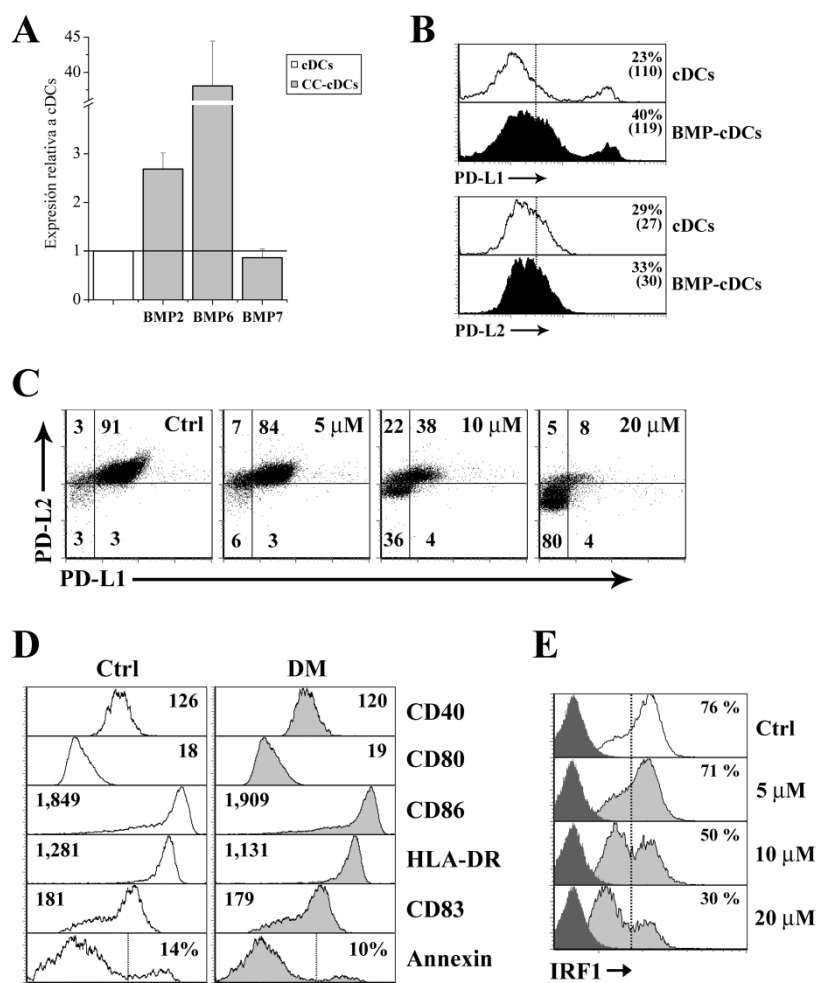 A
Expresión relativa a cDCs
45
40
3
2
1
0
cDCs
CC-cDCs
BMP2 BMP6 BMP7
B
23%
(110)
cDCs
40%
(119)
BMP-cDCs
PD-L1
29%
(27)
cDCs
33%
(30)
BMP-cDCs
PD-L2
C
3 91 Ctrl
3 3
7 84 5 μM
6 3
22 38 10 μM
36 4
5 8 20 μM
80 4
PD-L2
PD-L1
D
Ctrl DM
126 120 CD40
18 19 CD80
1,849 1,909 CD86
1,281 1,131 HLA-DR
181 179 CD83
14% 10% Annexin
E
76 % Ctrl
71 % 5 μM
50 % 10 μM
30 % 20 μM
IRF1